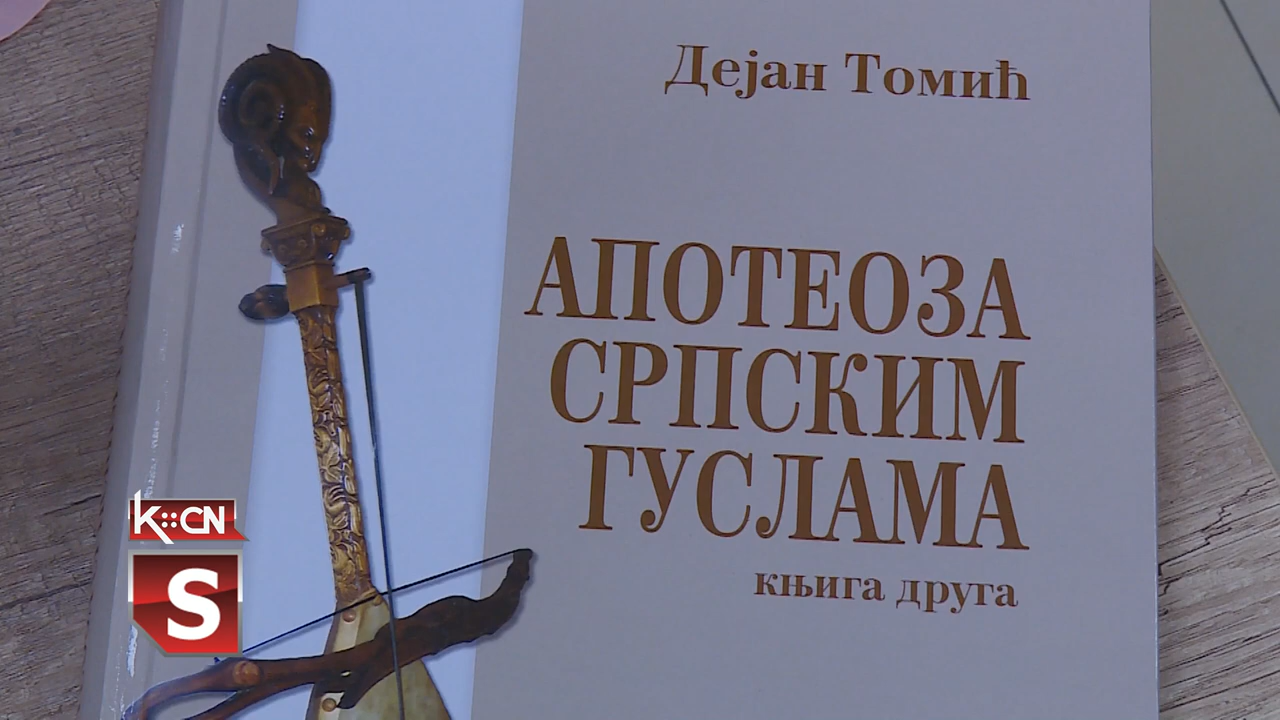 Дејан Томић
АПОТЕОЗА
СРПСКИМ
ГУСЛАМА
књига друга
K::CN
S